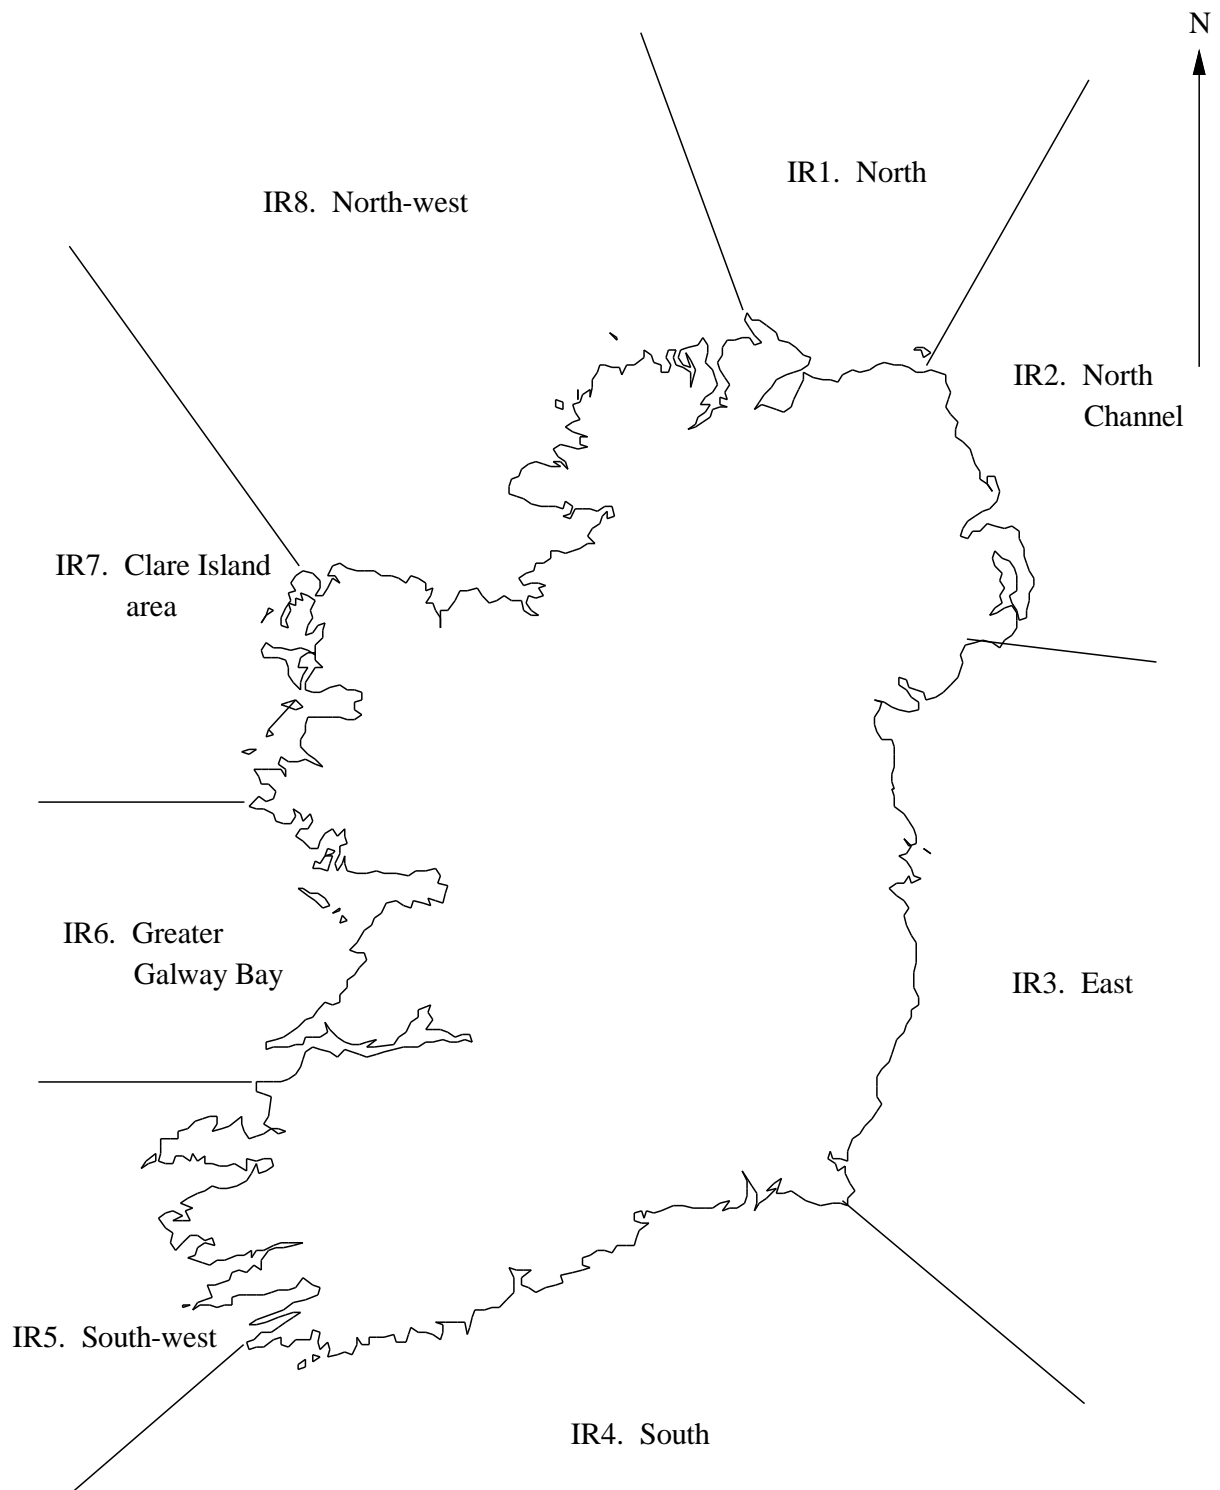 N
IR1. North
IR8. North-west
IR2. North
Channel
IR7. Clare Island
area
IR6. Greater
Galway Bay
IR3. East
IR5. South-west
IR4. South